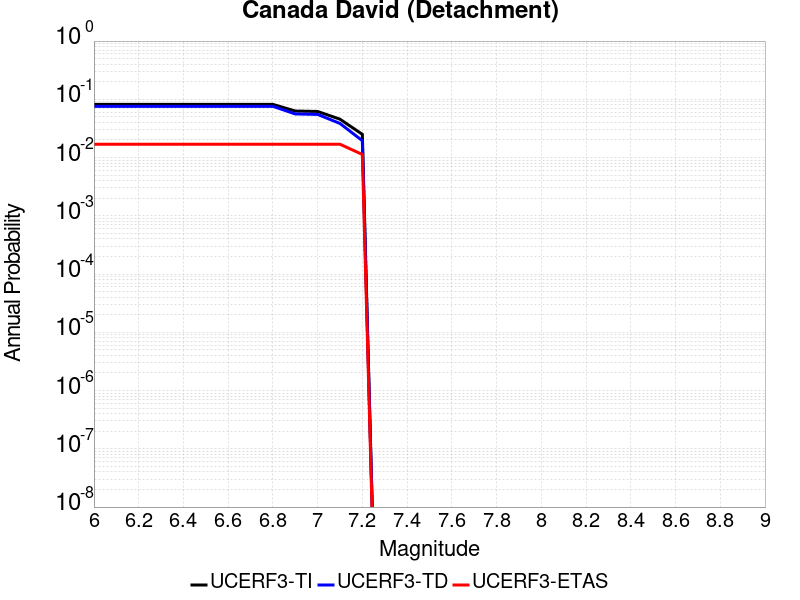 Canada David (Detachment)
10^0
10^-1
10^-2
10^-3
10^-4
10^-5
10^-6
10^-7
10^-8
Annual Probability
6 6.2 6.4 6.6 6.8 7 7.2 7.4 7.6 7.8 8 8.2 8.4 8.6 8.8 9
Magnitude
UCERF3-TI UCERF3-TD UCERF3-ETAS